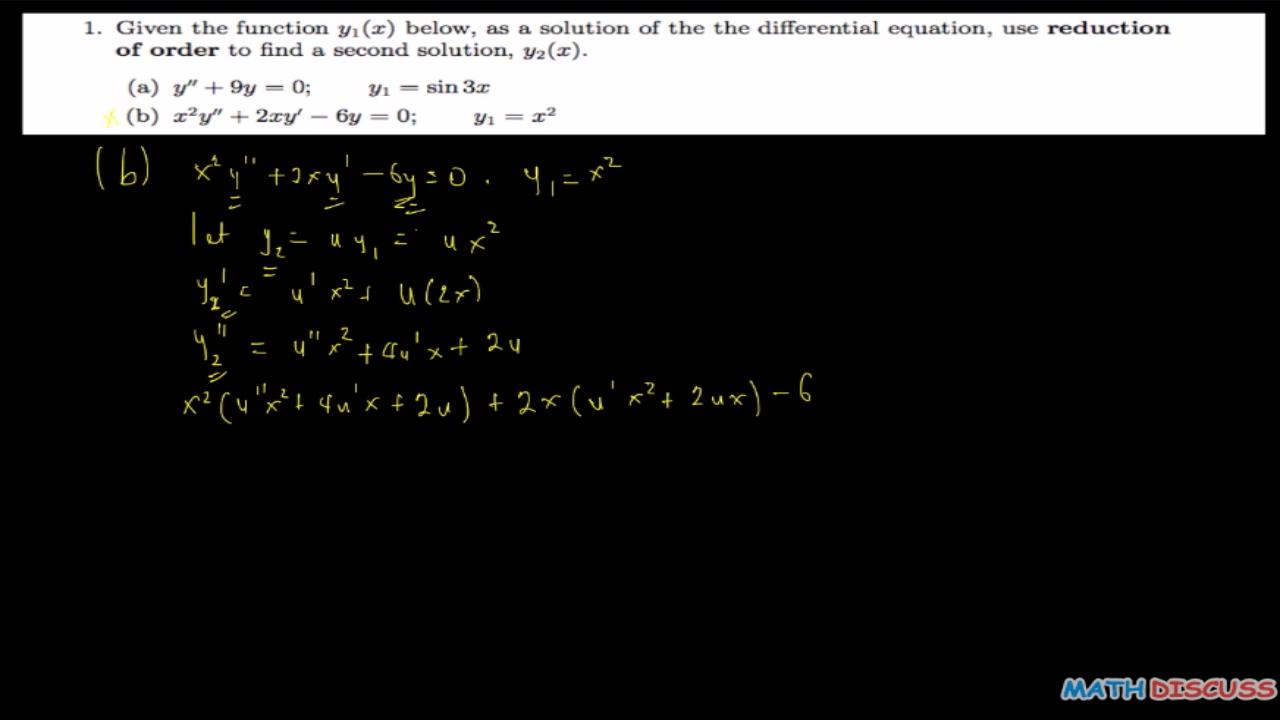 1. Given the function y₁(x) below, as a solution of the the differential equation, use reduction
of order to find a second solution, y₂(x).
(a) y″ + 9y = 0; y₁ = sin 3x
x (b) x²y″ + 2xy′ − 6y = 0; y₁ = x²
(b) x²y″ + 2xy′ − 6y = 0. y₁ = x²
let y₂ = uy₁ = ux²
y₂′ = u′x² + u(2x)
y₂″ = u″x² + 4u′x + 2u
x²(u″x² + 4u′x + 2u) + 2x(u′x² + 2ux) − 6
MATH DISCUSS